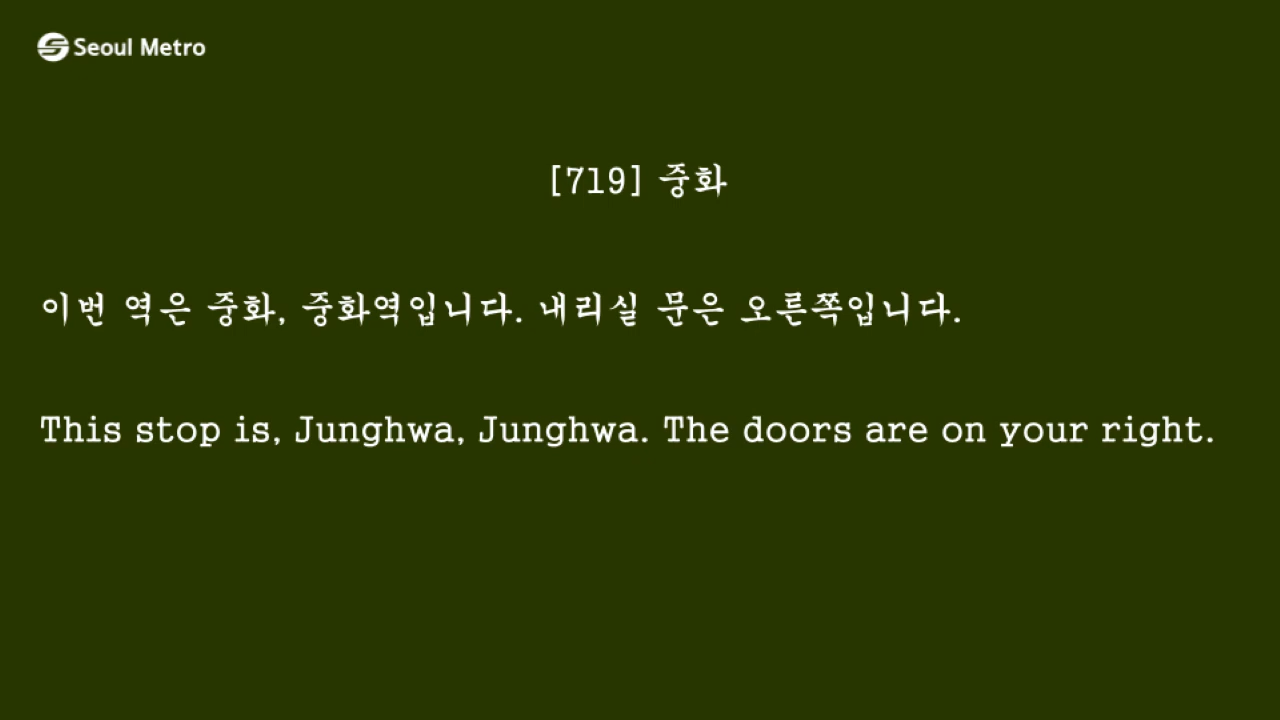 Seoul Metro
[719] 중화
이번 역은 중화, 중화역입니다. 내리실 문은 오른쪽입니다.
This stop is, Junghwa, Junghwa. The doors are on your right.